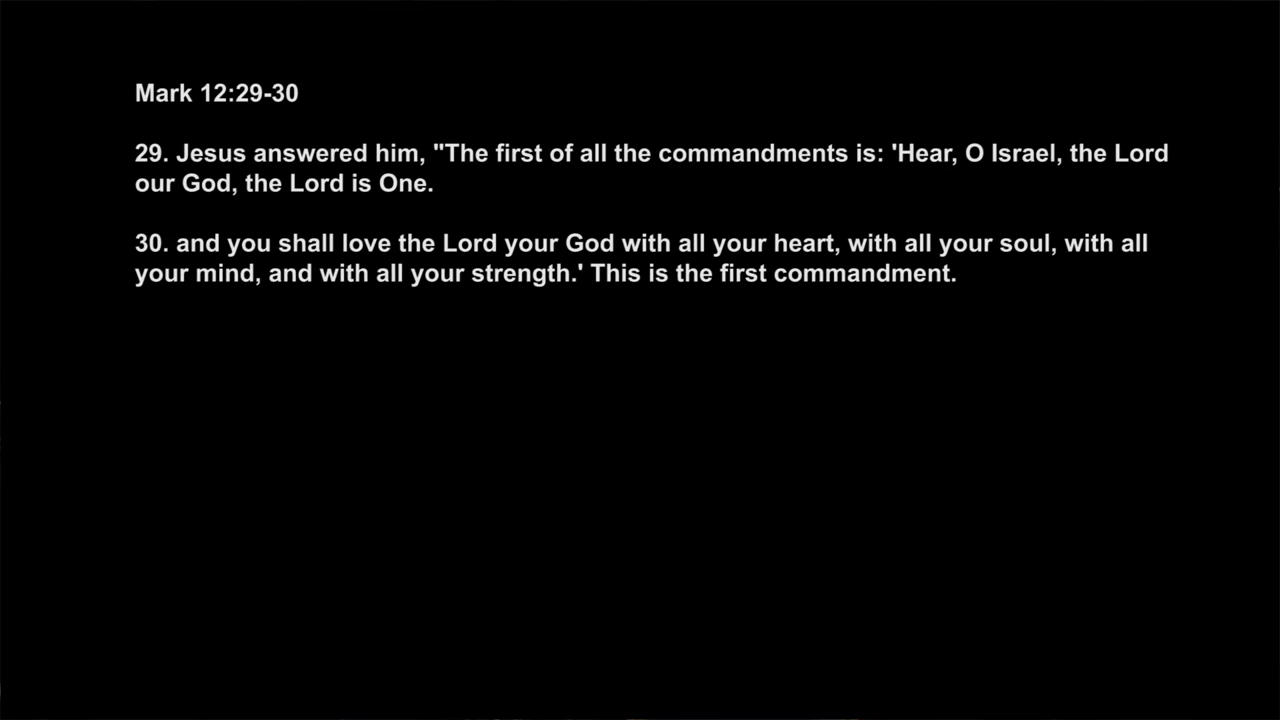 Mark 12:29-30
29. Jesus answered him, "The first of all the commandments is: 'Hear, O Israel, the Lord
our God, the Lord is One.
30. and you shall love the Lord your God with all your heart, with all your soul, with all
your mind, and with all your strength.' This is the first commandment.